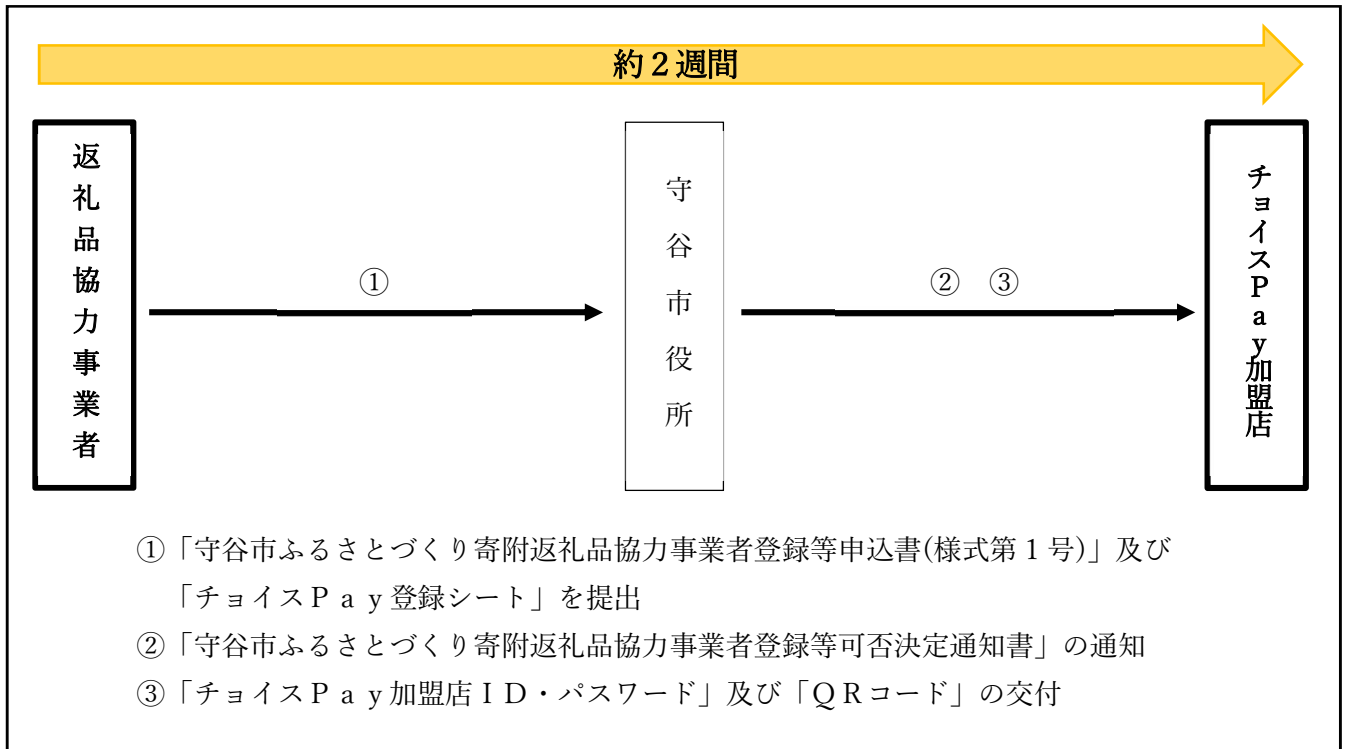 約２週間
返礼品協力事業者
①
守谷市役所
② ③
チョイスＰａｙ加盟店
①「守谷市ふるさとづくり寄附返礼品協力事業者登録等申込書(様式第１号)」及び
「チョイスＰａｙ登録シート」を提出
②「守谷市ふるさとづくり寄附返礼品協力事業者登録等可否決定通知書」の通知
③「チョイスＰａｙ加盟店ＩＤ・パスワード」及び「ＱＲコード」の交付